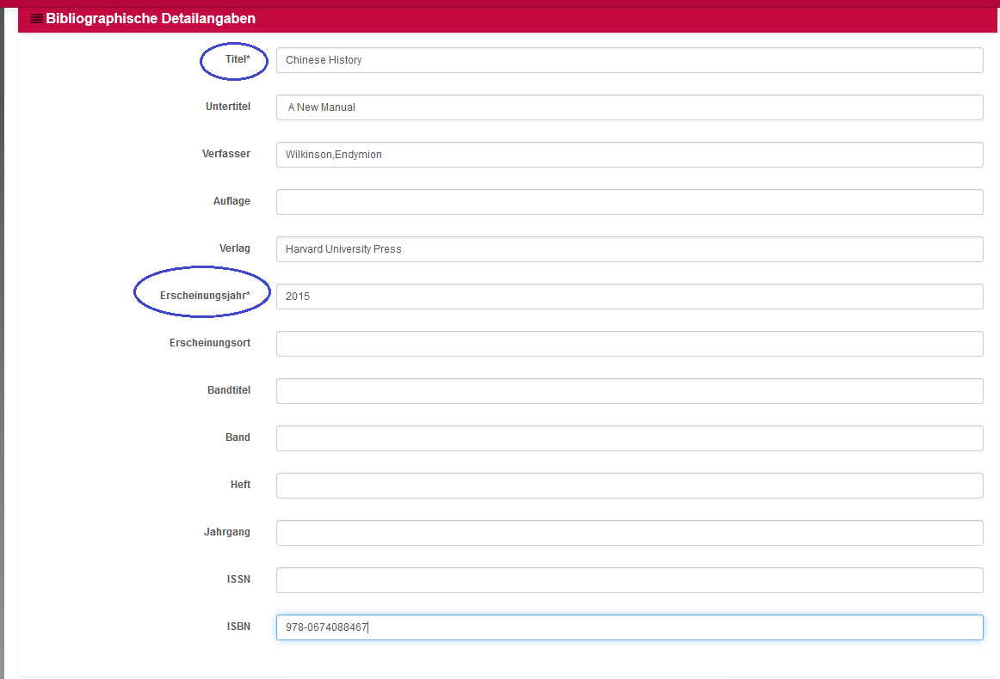 Bibliographische Detailangaben
Titel* Chinese History
Untertitel A New Manual
Verfasser Wilkinson,Endymion
Auflage
Verlag Harvard University Press
Erscheinungsjahr* 2015
Erscheinungsort
Bandtitel
Band
Heft
Jahrgang
ISSN
ISBN 978-0674088467